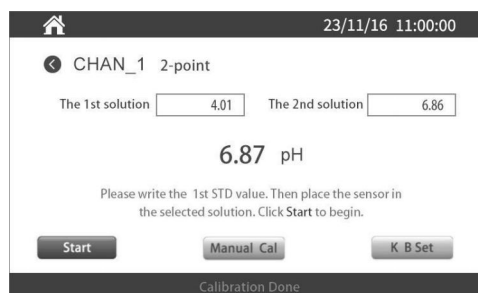 23/11/16 11:00:00
CHAN_1 2-point
The 1st solution 4.01 The 2nd solution 6.86
6.87 pH
Please write the 1st STD value. Then place the sensor in
the selected solution. Click Start to begin.
Start Manual Cal K B Set
Calibration Done